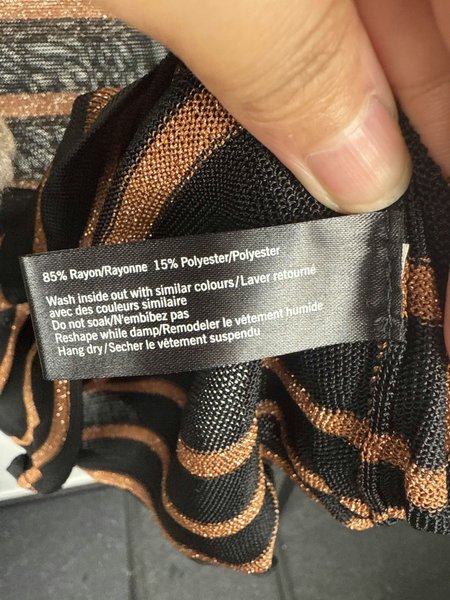 85% Rayon/Rayonne 15% Polyester/Polyester
Wash inside out with similar colours/Laver retourné
avec des couleurs similaire
Do not soak/N'embibez pas
Reshape while damp/Remodeler le vêtement humide
Hang dry/Secher le vêtement suspendu